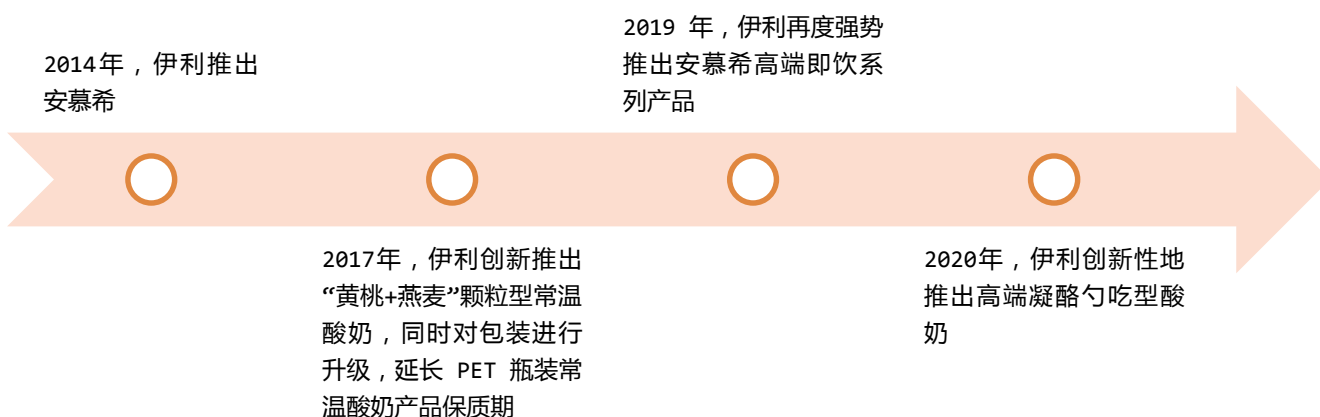 2014年，伊利推出
安慕希
2017年，伊利创新推出
“黄桃+燕麦”颗粒型常温
酸奶，同时对包装进行
升级，延长 PET 瓶装常
温酸奶产品保质期
2019 年，伊利再度强势
推出安慕希高端即饮系
列产品
2020年，伊利创新性地
推出高端凝酪勺吃型酸
奶